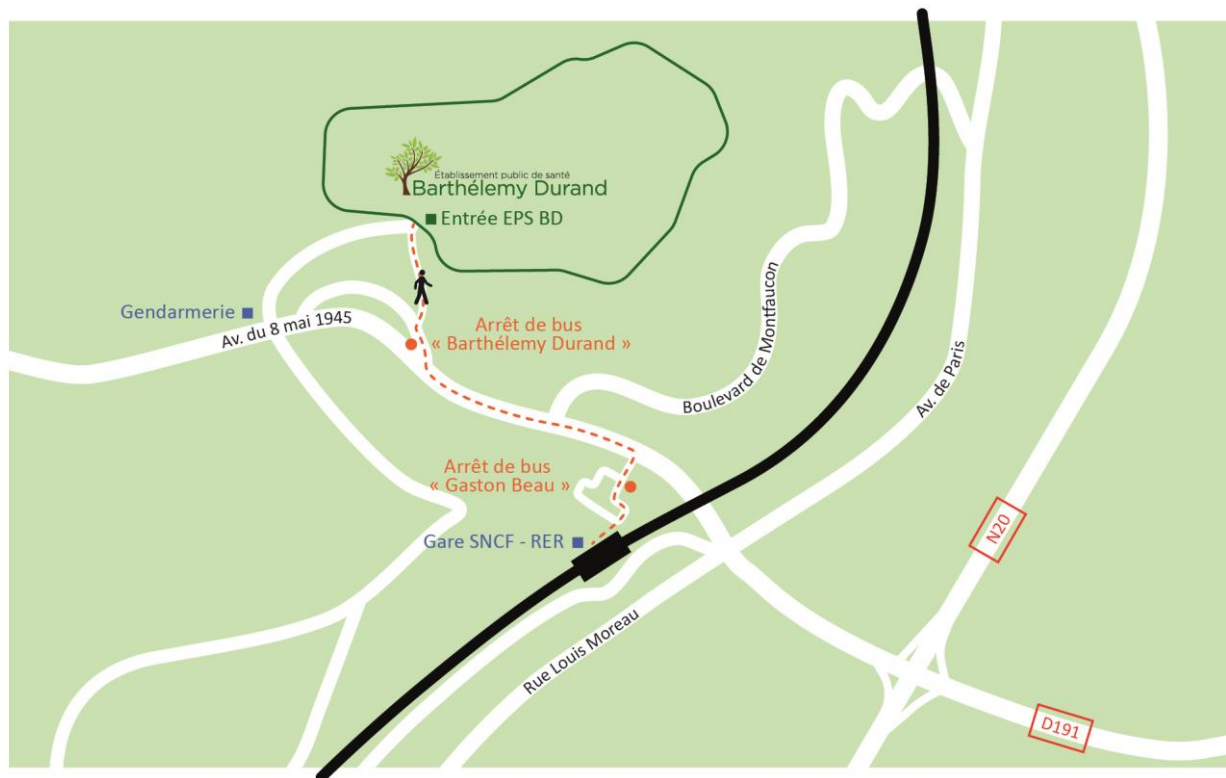 Établissement public de santé
Barthélemy Durand
Entrée EPS BD
Gendarmerie
Av. du 8 mai 1945
Arrêt de bus
« Barthélemy Durand »
Boulevard de Montfaucon
Av. de Paris
Arrêt de bus
« Gaston Beau »
Gare SNCF - RER
N20
Rue Louis Moreau
D191